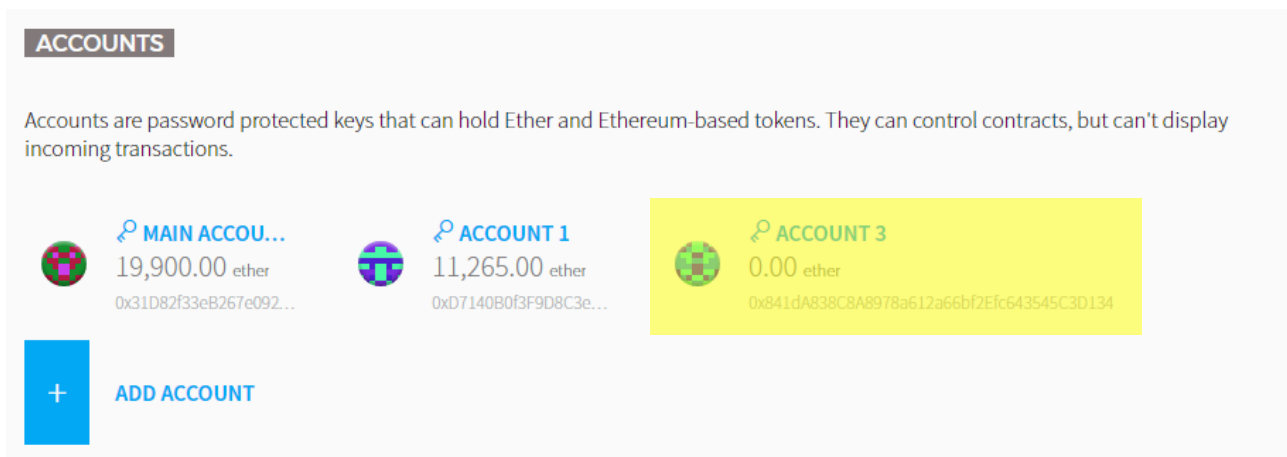 ACCOUNTS
Accounts are password protected keys that can hold Ether and Ethereum-based tokens. They can control contracts, but can't display
incoming transactions.
MAIN ACCOU...
19,900.00 ether
0x31D82f33eB267e092...
ACCOUNT 1
11,265.00 ether
0xD7140B0f3F9D8C3e...
ACCOUNT 3
0.00 ether
0x841dA838C8A8978a612a66bf2Efc643545C3D134
+
ADD ACCOUNT